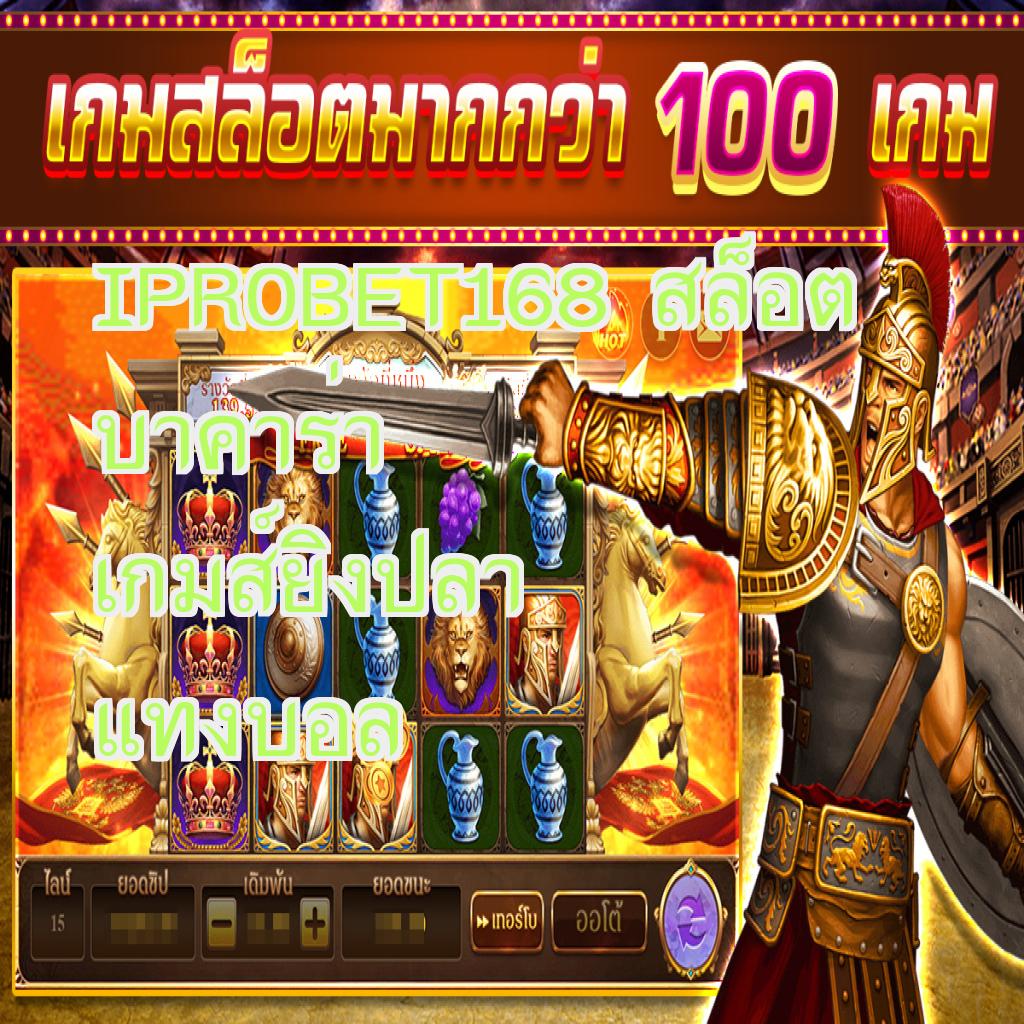 เกมสล็อตมากกว่า 100 เกม
IPROBET168 สล็อต
HOT
บาคาร่า
เกมส์ยิงปลา
แทงบอล
ไลน์ ยอดชิป เดิมพัน ยอดชนะ
15 − + เทอร์โบ ออโต้